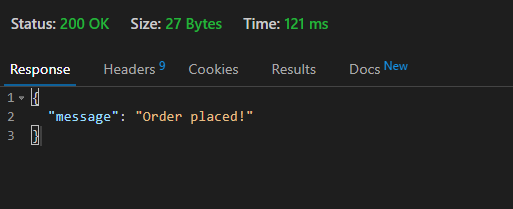 Status: 200 OK Size: 27 Bytes Time: 121 ms
Response Headers 9 Cookies Results Docs New
1 {
2 "message": "Order placed!"
3 }